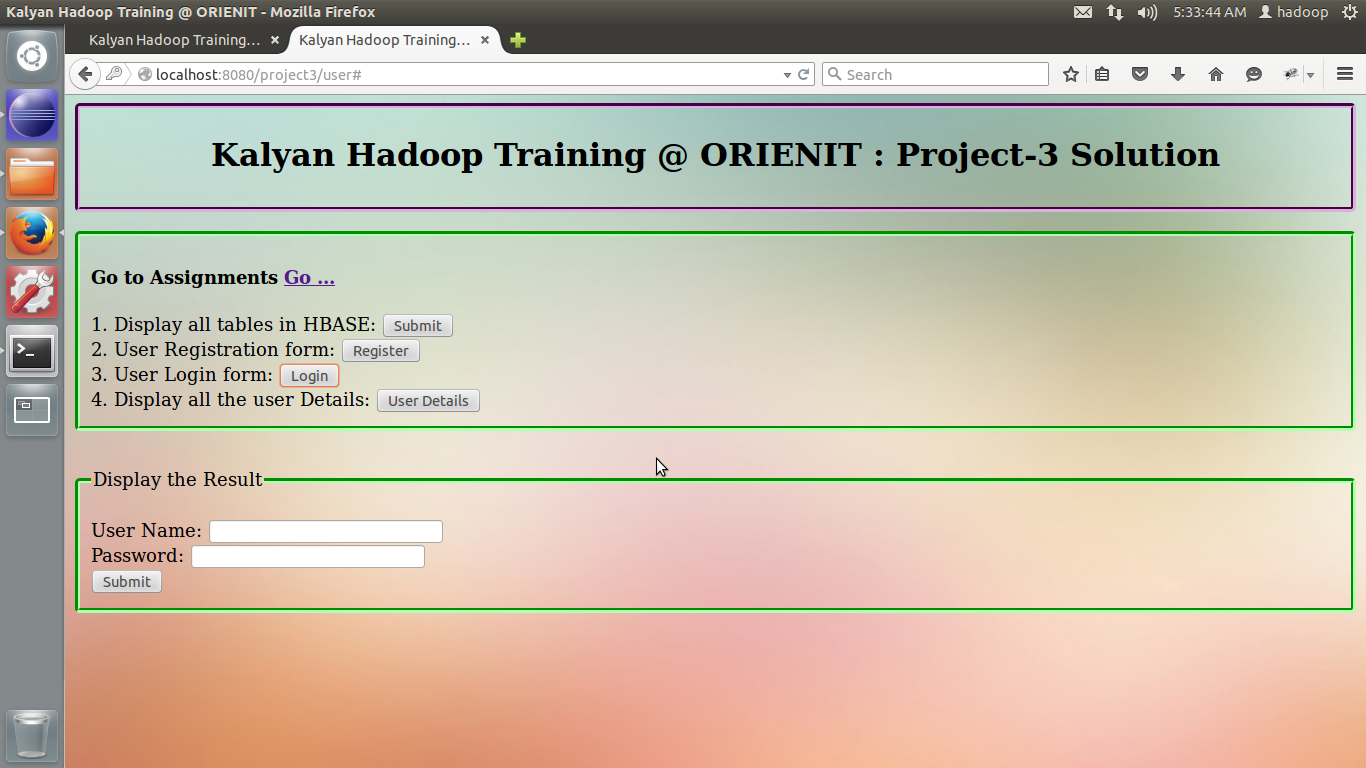 Kalyan Hadoop Training @ ORIENIT - Mozilla Firefox
5:33:44 AM hadoop
Kalyan Hadoop Training... Kalyan Hadoop Training...
localhost:8080/project3/user# Search
Kalyan Hadoop Training @ ORIENIT : Project-3 Solution
Go to Assignments Go ...
1. Display all tables in HBASE: Submit
2. User Registration form: Register
3. User Login form: Login
4. Display all the user Details: User Details
Display the Result
User Name:
Password:
Submit